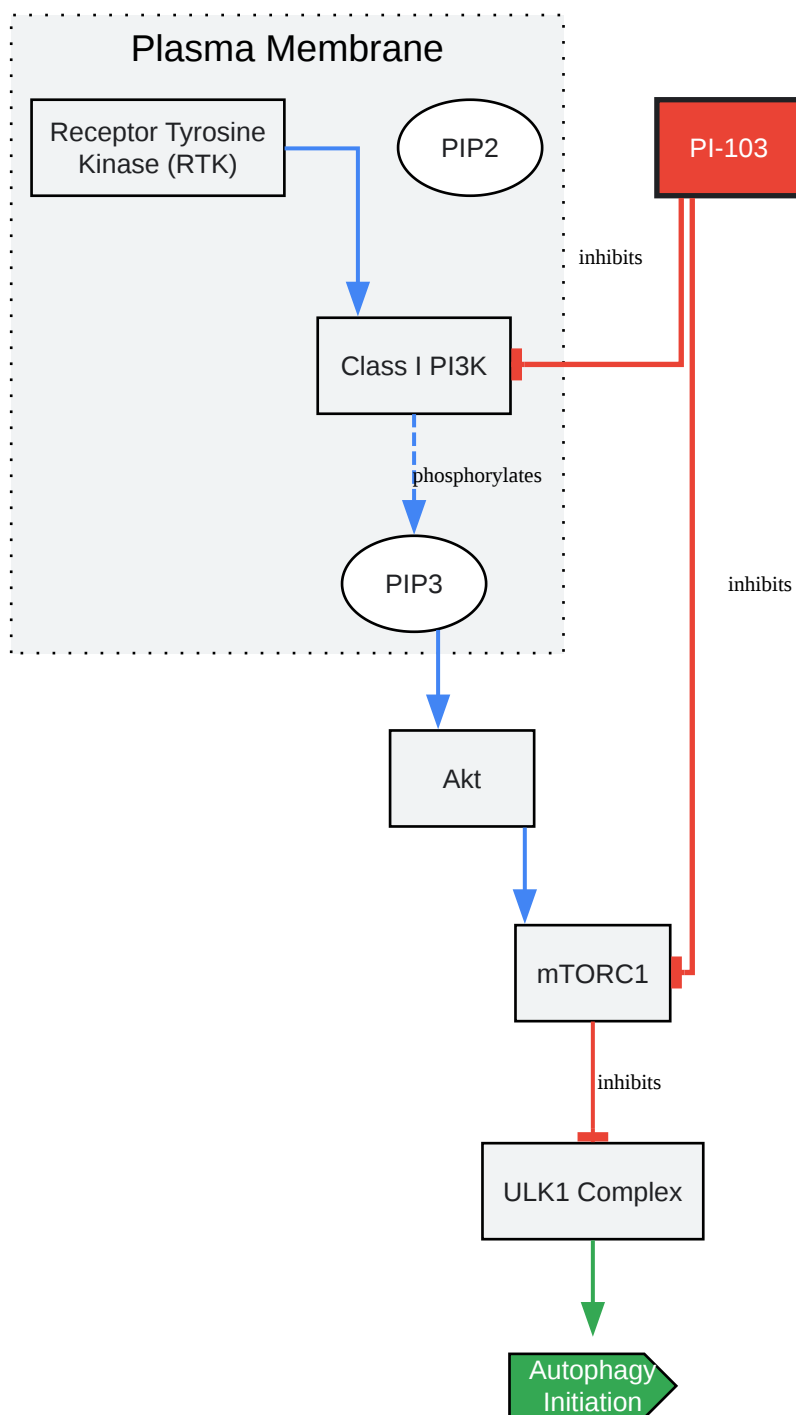 Plasma Membrane
Receptor Tyrosine
Kinase (RTK)
PIP2
PI-103
inhibits
Class I PI3K
phosphorylates
PIP3
inhibits
Akt
mTORC1
inhibits
ULK1 Complex
Autophagy
Initiation